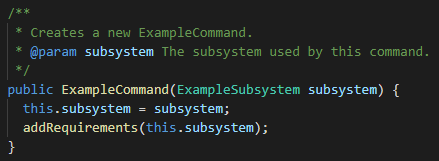 /**
 * Creates a new ExampleCommand.
 * @param subsystem The subsystem used by this command.
 */
public ExampleCommand(ExampleSubsystem subsystem) {
  this.subsystem = subsystem;
  addRequirements(this.subsystem);
}